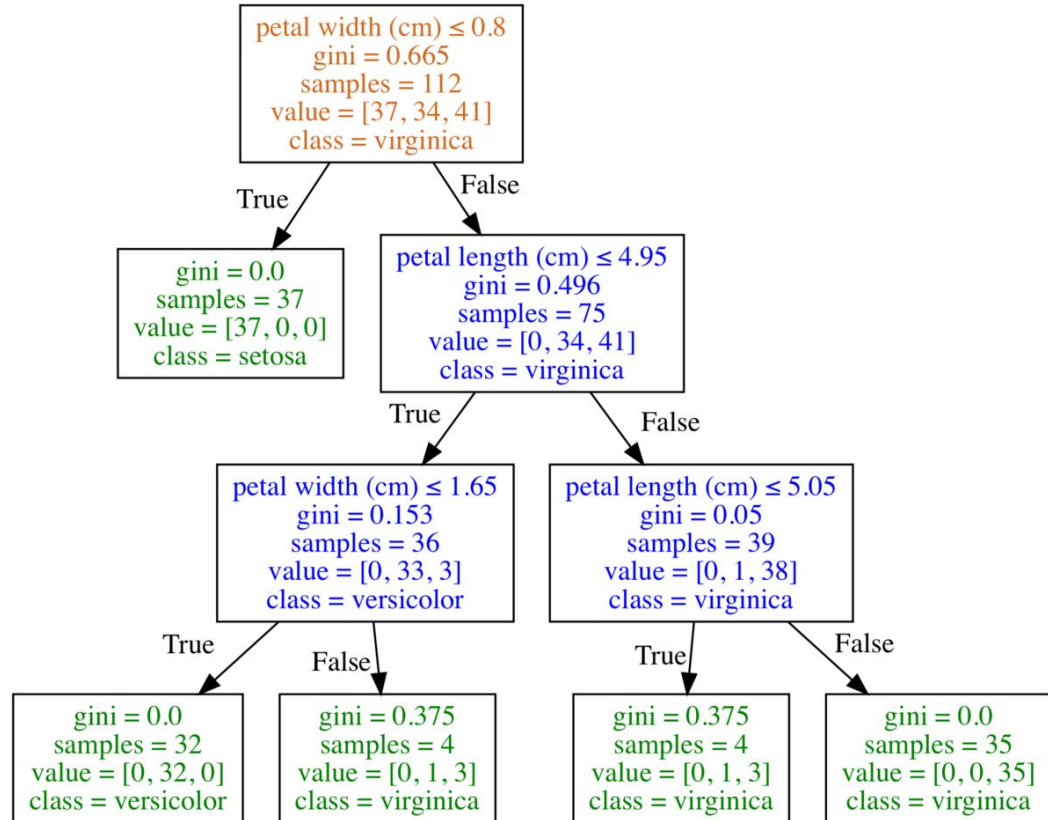 petal width (cm) ≤ 0.8
gini = 0.665
samples = 112
value = [37, 34, 41]
class = virginica
True
False
gini = 0.0
samples = 37
value = [37, 0, 0]
class = setosa
petal length (cm) ≤ 4.95
gini = 0.496
samples = 75
value = [0, 34, 41]
class = virginica
True
False
petal width (cm) ≤ 1.65
gini = 0.153
samples = 36
value = [0, 33, 3]
class = versicolor
petal length (cm) ≤ 5.05
gini = 0.05
samples = 39
value = [0, 1, 38]
class = virginica
True
False
True
False
gini = 0.0
samples = 32
value = [0, 32, 0]
class = versicolor
gini = 0.375
samples = 4
value = [0, 1, 3]
class = virginica
gini = 0.375
samples = 4
value = [0, 1, 3]
class = virginica
gini = 0.0
samples = 35
value = [0, 0, 35]
class = virginica